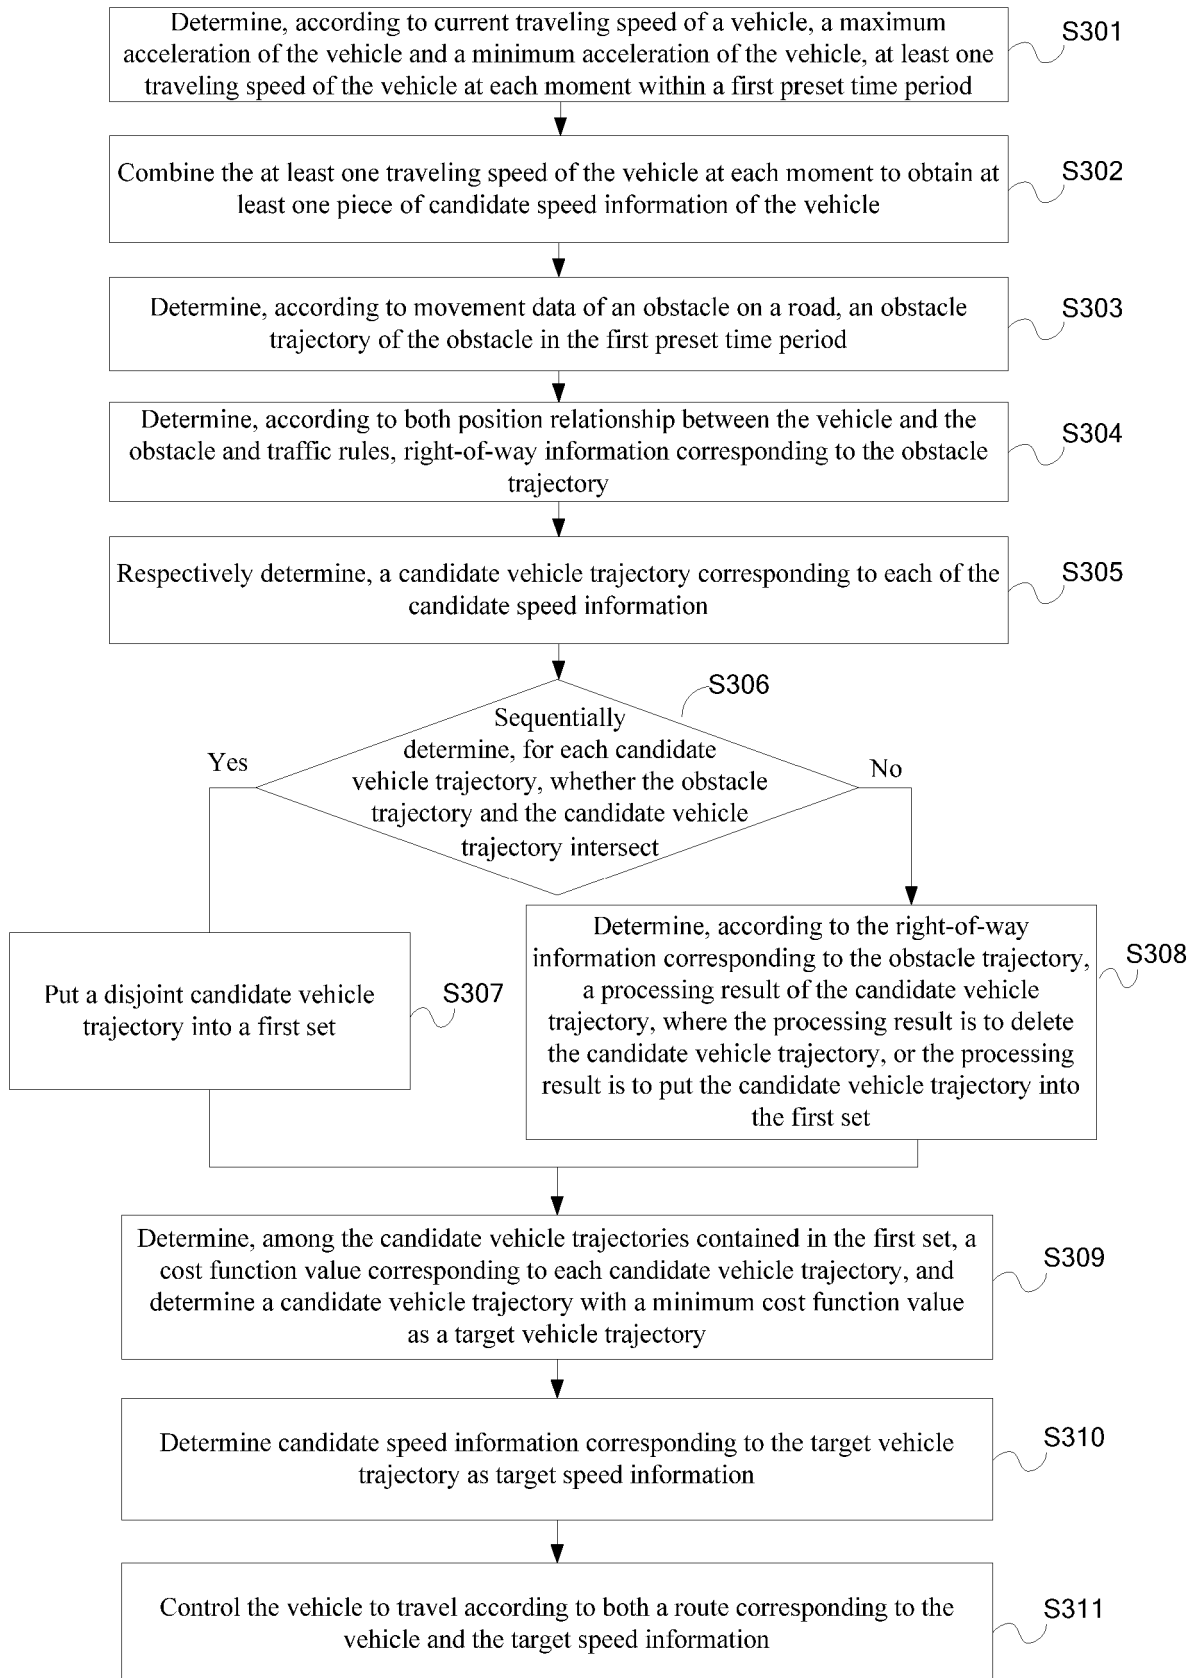 Determine, according to current traveling speed of a vehicle, a maximum
acceleration of the vehicle and a minimum acceleration of the vehicle, at least one
traveling speed of the vehicle at each moment within a first preset time period
S301
Combine the at least one traveling speed of the vehicle at each moment to obtain at
least one piece of candidate speed information of the vehicle
S302
Determine, according to movement data of an obstacle on a road, an obstacle
trajectory of the obstacle in the first preset time period
S303
Determine, according to both position relationship between the vehicle and the
obstacle and traffic rules, right-of-way information corresponding to the obstacle
trajectory
S304
Respectively determine, a candidate vehicle trajectory corresponding to each of the
candidate speed information
S305
S306
Sequentially
determine, for each candidate
vehicle trajectory, whether the obstacle
trajectory and the candidate vehicle
trajectory intersect
Yes
No
Put a disjoint candidate vehicle
trajectory into a first set
S307
Determine, according to the right-of-way
information corresponding to the obstacle trajectory,
a processing result of the candidate vehicle
trajectory, where the processing result is to delete
the candidate vehicle trajectory, or the processing
result is to put the candidate vehicle trajectory into
the first set
S308
Determine, among the candidate vehicle trajectories contained in the first set, a
cost function value corresponding to each candidate vehicle trajectory, and
determine a candidate vehicle trajectory with a minimum cost function value
as a target vehicle trajectory
S309
Determine candidate speed information corresponding to the target vehicle
trajectory as target speed information
S310
Control the vehicle to travel according to both a route corresponding to the
vehicle and the target speed information
S311